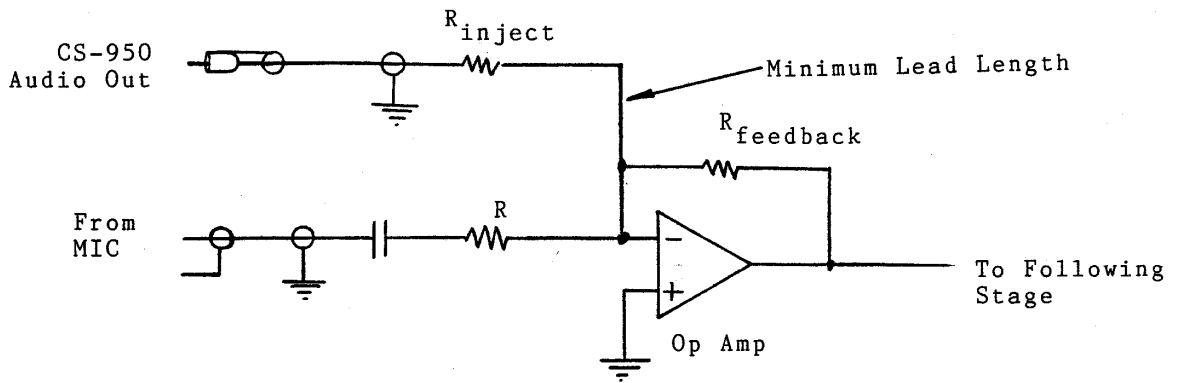 R inject
CS-950
Audio Out
Minimum Lead Length
R feedback
From
MIC
R
−
+
To Following
Stage
Op Amp